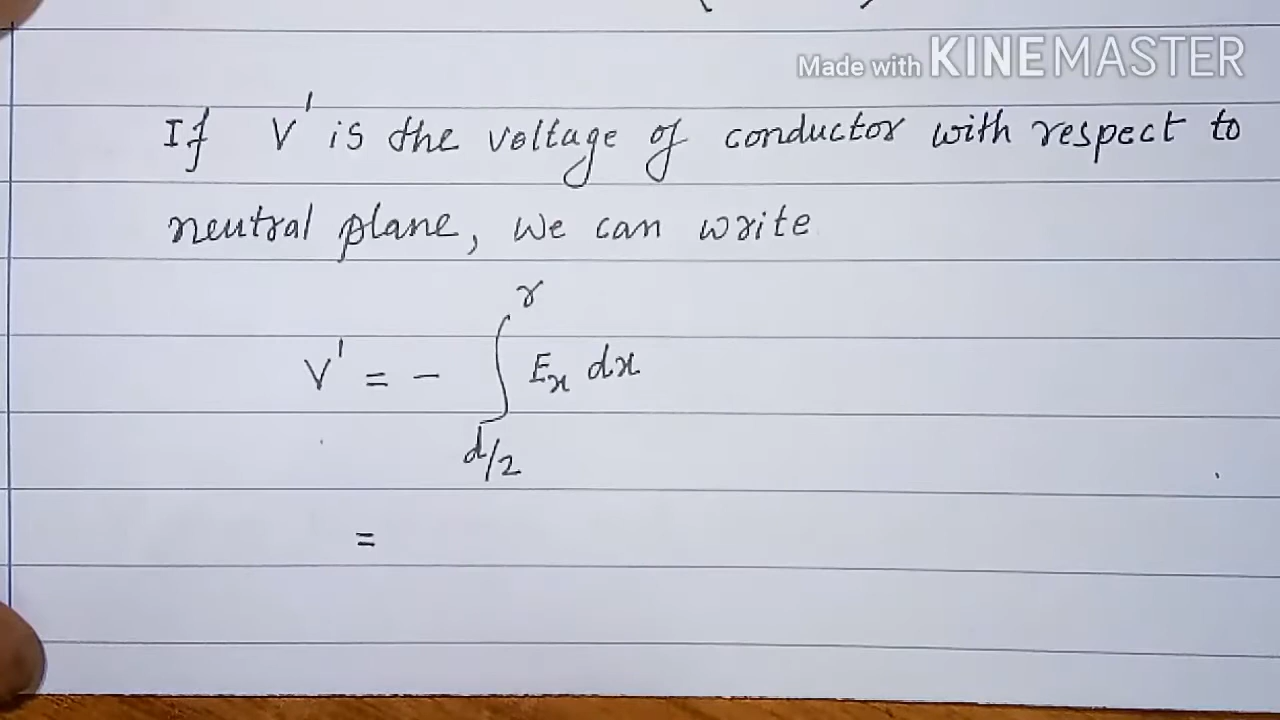 Made with KINEMASTER
If V' is the voltage of conductor with respect to
neutral plane, we can write
V' = - ∫_{d/2}^{r} E_x dx
=